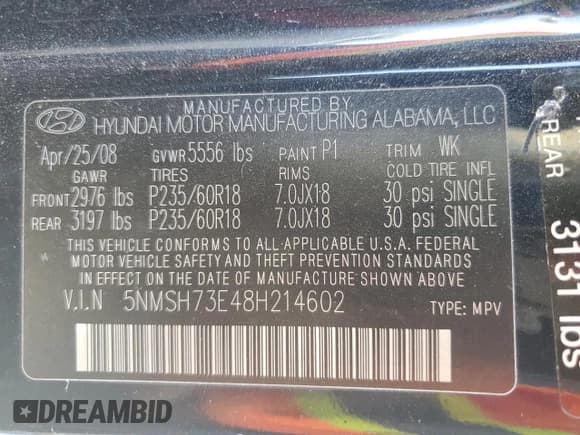 MANUFACTURED BY
HYUNDAI MOTOR MANUFACTURING ALABAMA, LLC
Apr/25/08 GVWR 5556 lbs PAINT P1 TRIM WK
GAWR TIRES RIMS COLD TIRE INFL
FRONT 2976 lbs P235/60R18 7.0JX18 30 psi SINGLE
REAR 3197 lbs P235/60R18 7.0JX18 30 psi SINGLE
THIS VEHICLE CONFORMS TO ALL-APPLICABLE U.S.A. FEDERAL
MOTOR VEHICLE SAFETY AND THEFT PREVENTION STANDARDS
IN EFFECT ON THE DATE OF MANUFACTURE SHOWN ABOVE
V.I.N 5NMSH73E48H214602 TYPE: MPV
REAR
3131 lbs
DREAMBID